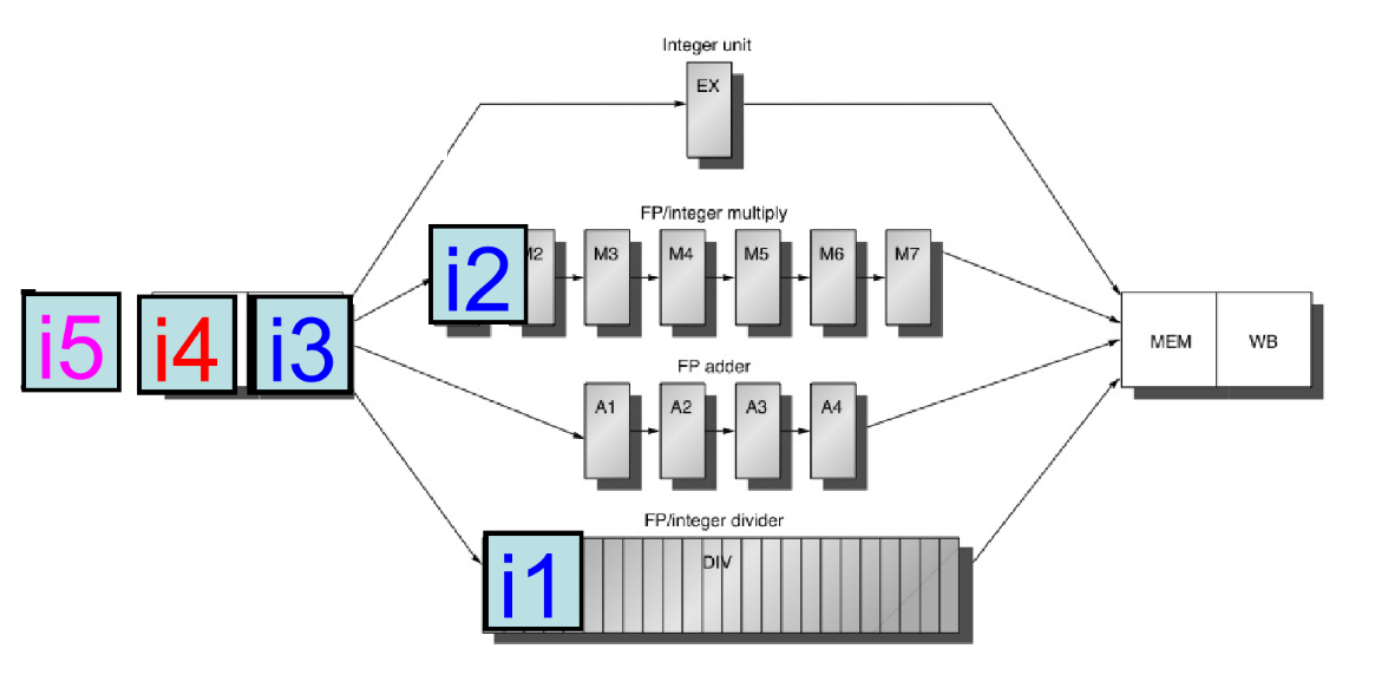 Integer unit
EX
FP/integer multiply
i2
M2
M3
M4
M5
M6
M7
i5
i4
i3
MEM
WB
FP adder
A1
A2
A3
A4
FP/integer divider
i1
DIV